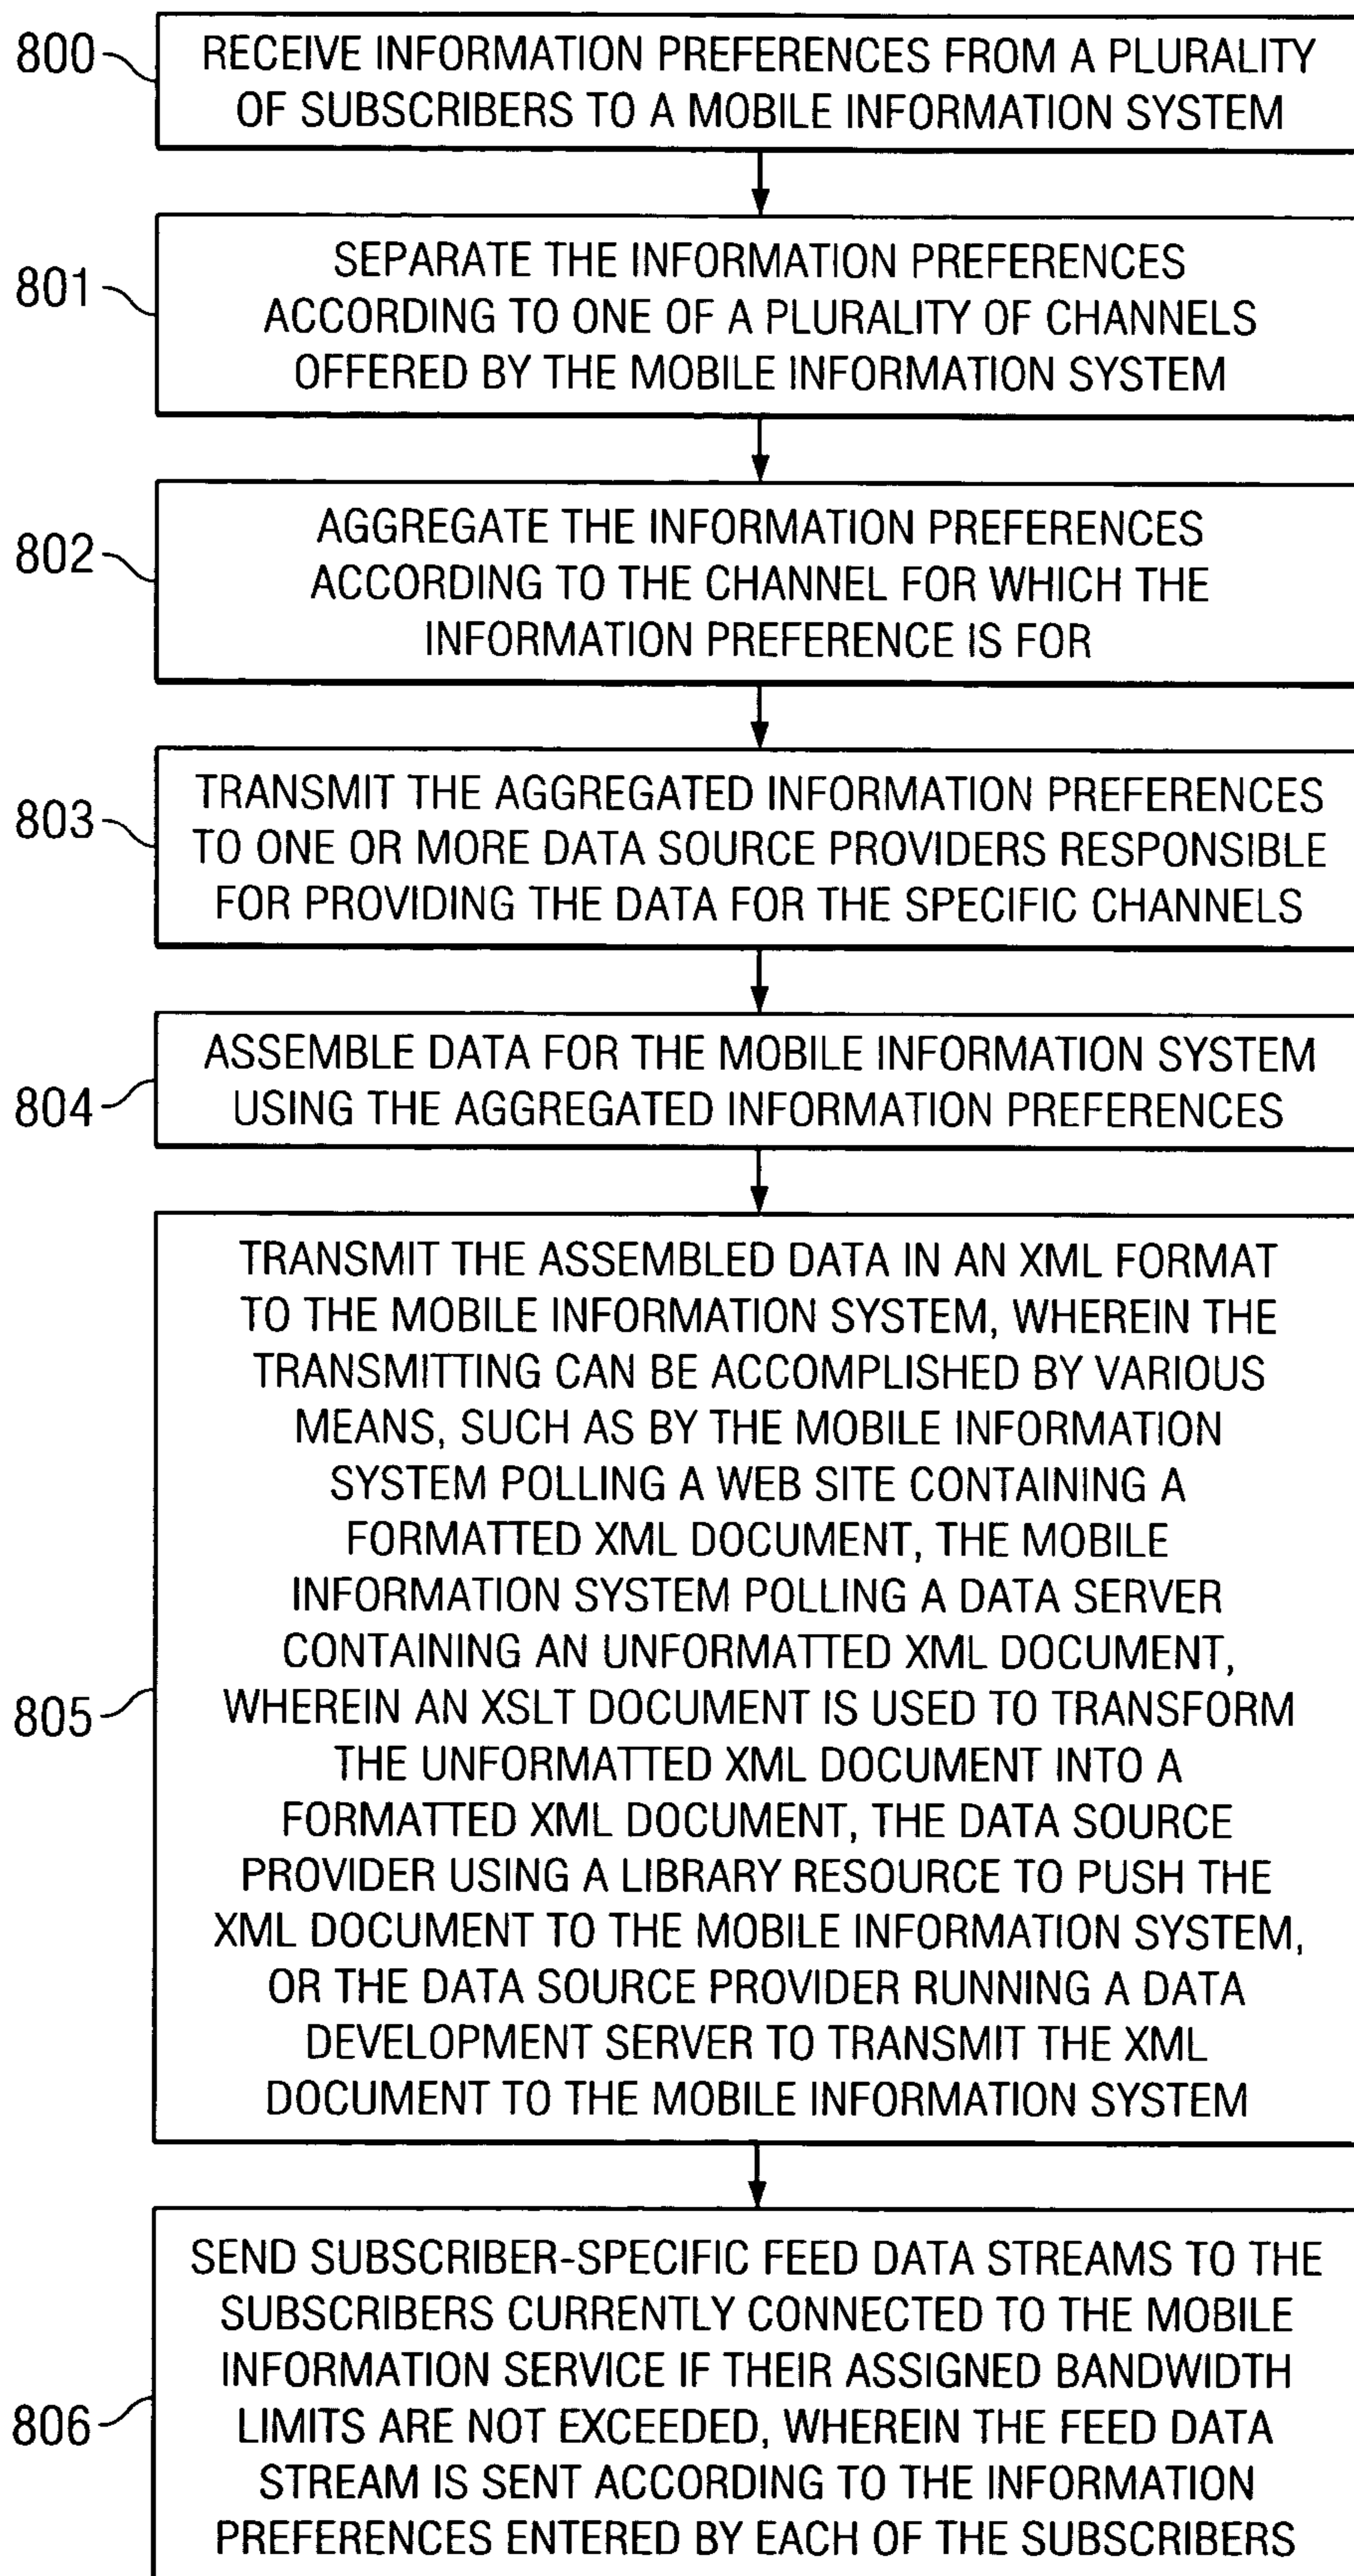 800
RECEIVE INFORMATION PREFERENCES FROM A PLURALITY
OF SUBSCRIBERS TO A MOBILE INFORMATION SYSTEM
801
SEPARATE THE INFORMATION PREFERENCES
ACCORDING TO ONE OF A PLURALITY OF CHANNELS
OFFERED BY THE MOBILE INFORMATION SYSTEM
802
AGGREGATE THE INFORMATION PREFERENCES
ACCORDING TO THE CHANNEL FOR WHICH THE
INFORMATION PREFERENCE IS FOR
803
TRANSMIT THE AGGREGATED INFORMATION PREFERENCES
TO ONE OR MORE DATA SOURCE PROVIDERS RESPONSIBLE
FOR PROVIDING THE DATA FOR THE SPECIFIC CHANNELS
804
ASSEMBLE DATA FOR THE MOBILE INFORMATION SYSTEM
USING THE AGGREGATED INFORMATION PREFERENCES
805
TRANSMIT THE ASSEMBLED DATA IN AN XML FORMAT
TO THE MOBILE INFORMATION SYSTEM, WHEREIN THE
TRANSMITTING CAN BE ACCOMPLISHED BY VARIOUS
MEANS, SUCH AS BY THE MOBILE INFORMATION
SYSTEM POLLING A WEB SITE CONTAINING A
FORMATTED XML DOCUMENT, THE MOBILE
INFORMATION SYSTEM POLLING A DATA SERVER
CONTAINING AN UNFORMATTED XML DOCUMENT,
WHEREIN AN XSLT DOCUMENT IS USED TO TRANSFORM
THE UNFORMATTED XML DOCUMENT INTO A
FORMATTED XML DOCUMENT, THE DATA SOURCE
PROVIDER USING A LIBRARY RESOURCE TO PUSH THE
XML DOCUMENT TO THE MOBILE INFORMATION SYSTEM,
OR THE DATA SOURCE PROVIDER RUNNING A DATA
DEVELOPMENT SERVER TO TRANSMIT THE XML
DOCUMENT TO THE MOBILE INFORMATION SYSTEM
806
SEND SUBSCRIBER-SPECIFIC FEED DATA STREAMS TO THE
SUBSCRIBERS CURRENTLY CONNECTED TO THE MOBILE
INFORMATION SERVICE IF THEIR ASSIGNED BANDWIDTH
LIMITS ARE NOT EXCEEDED, WHEREIN THE FEED DATA
STREAM IS SENT ACCORDING TO THE INFORMATION
PREFERENCES ENTERED BY EACH OF THE SUBSCRIBERS